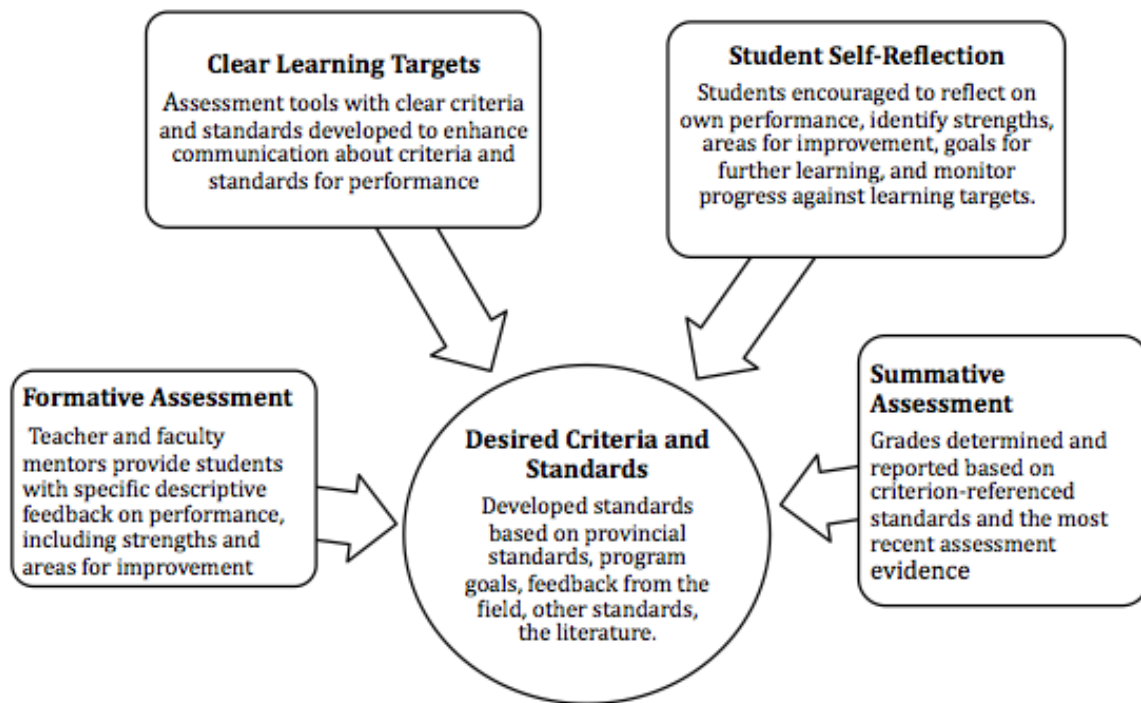 Clear Learning Targets
Assessment tools with clear criteria
and standards developed to enhance
communication about criteria and
standards for performance
Student Self-Reflection
Students encouraged to reflect on
own performance, identify strengths,
areas for improvement, goals for
further learning, and monitor
progress against learning targets.
Formative Assessment
Teacher and faculty
mentors provide students
with specific descriptive
feedback on performance,
including strengths and
areas for improvement
Desired Criteria and
Standards
Developed standards
based on provincial
standards, program
goals, feedback from the
field, other standards,
the literature.
Summative
Assessment
Grades determined and
reported based on
criterion-referenced
standards and the most
recent assessment
evidence